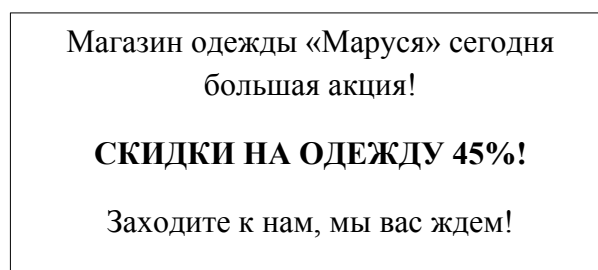 Магазин одежды «Маруся» сегодня
большая акция!
СКИДКИ НА ОДЕЖДУ 45%!
Заходите к нам, мы вас ждем!